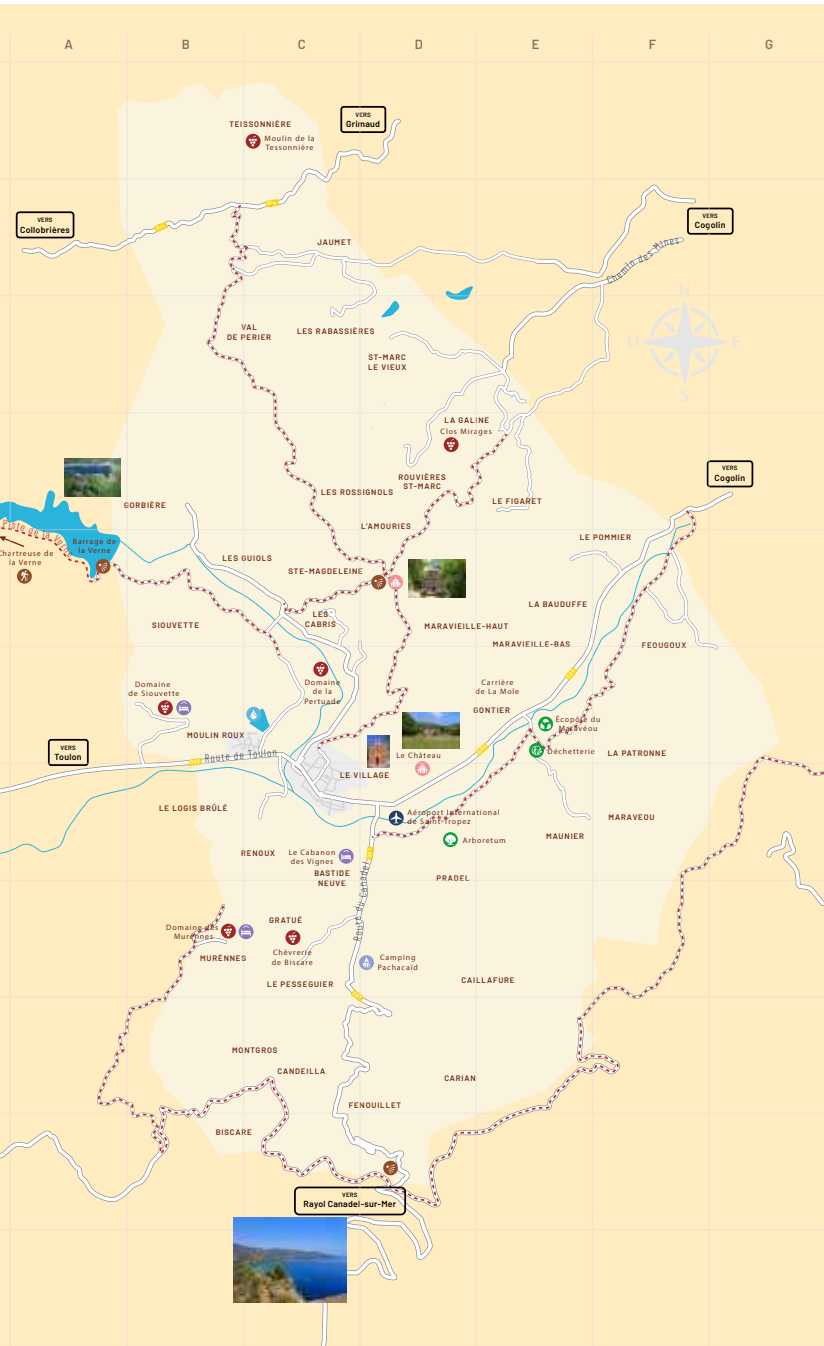 A B C D E F G
TEISSONNIÈRE
Moulin de la
Tessonnière
VERS
Grimaud
VERS
Collobrières
VERS
Cogolin
Chemin des Mines
JAUMET
N
O E
S
VAL
DE PERIER
LES RABASSIÈRES
ST-MARC
LE VIEUX
LA GALINE
Clos Mirages
VERS
Cogolin
ROUVIÈRES
ST-MARC
LES ROSSIGNOLS
LE FIGARET
GORBIÈRE
L'AMOURIES
Piste de la Verne
LE POMMIER
Barrage de
la Verne
Chartreuse de
la Verne
LES GUIOLS
STE-MAGDELEINE
LA BAUDUFFE
LES
CABRIS
SIOUVETTE
MARAVIEILLE-HAUT
MARAVIEILLE-BAS
FEOUGOUX
Domaine
de Siouvette
Domaine
de la
Pertuade
Carrière
de La Mole
GONTIER
Écopôle du
Maravéou
MOULIN ROUX
VERS
Toulon
Route de Toulon
Le Château
Déchetterie
LA PATRONNE
LE VILLAGE
LE LOGIS BRÛLÉ
Aéroport International
de Saint-Tropez
MARAVEOU
Arboretum
MAUNIER
RENOUX
Le Cabanon
des Vignes
BASTIDE
NEUVE
PRADEL
Route du Canadel
GRATUÉ
Domaine des
Murènnes
Chèvrerie
de Biscare
MURÈNNES
Camping
Pachacaïd
LE PESSEGUIER
CAILLAFURE
MONTGROS
CANDEILLA
CARIAN
FENOUILLET
BISCARE
VERS
Rayol Canadel-sur-Mer